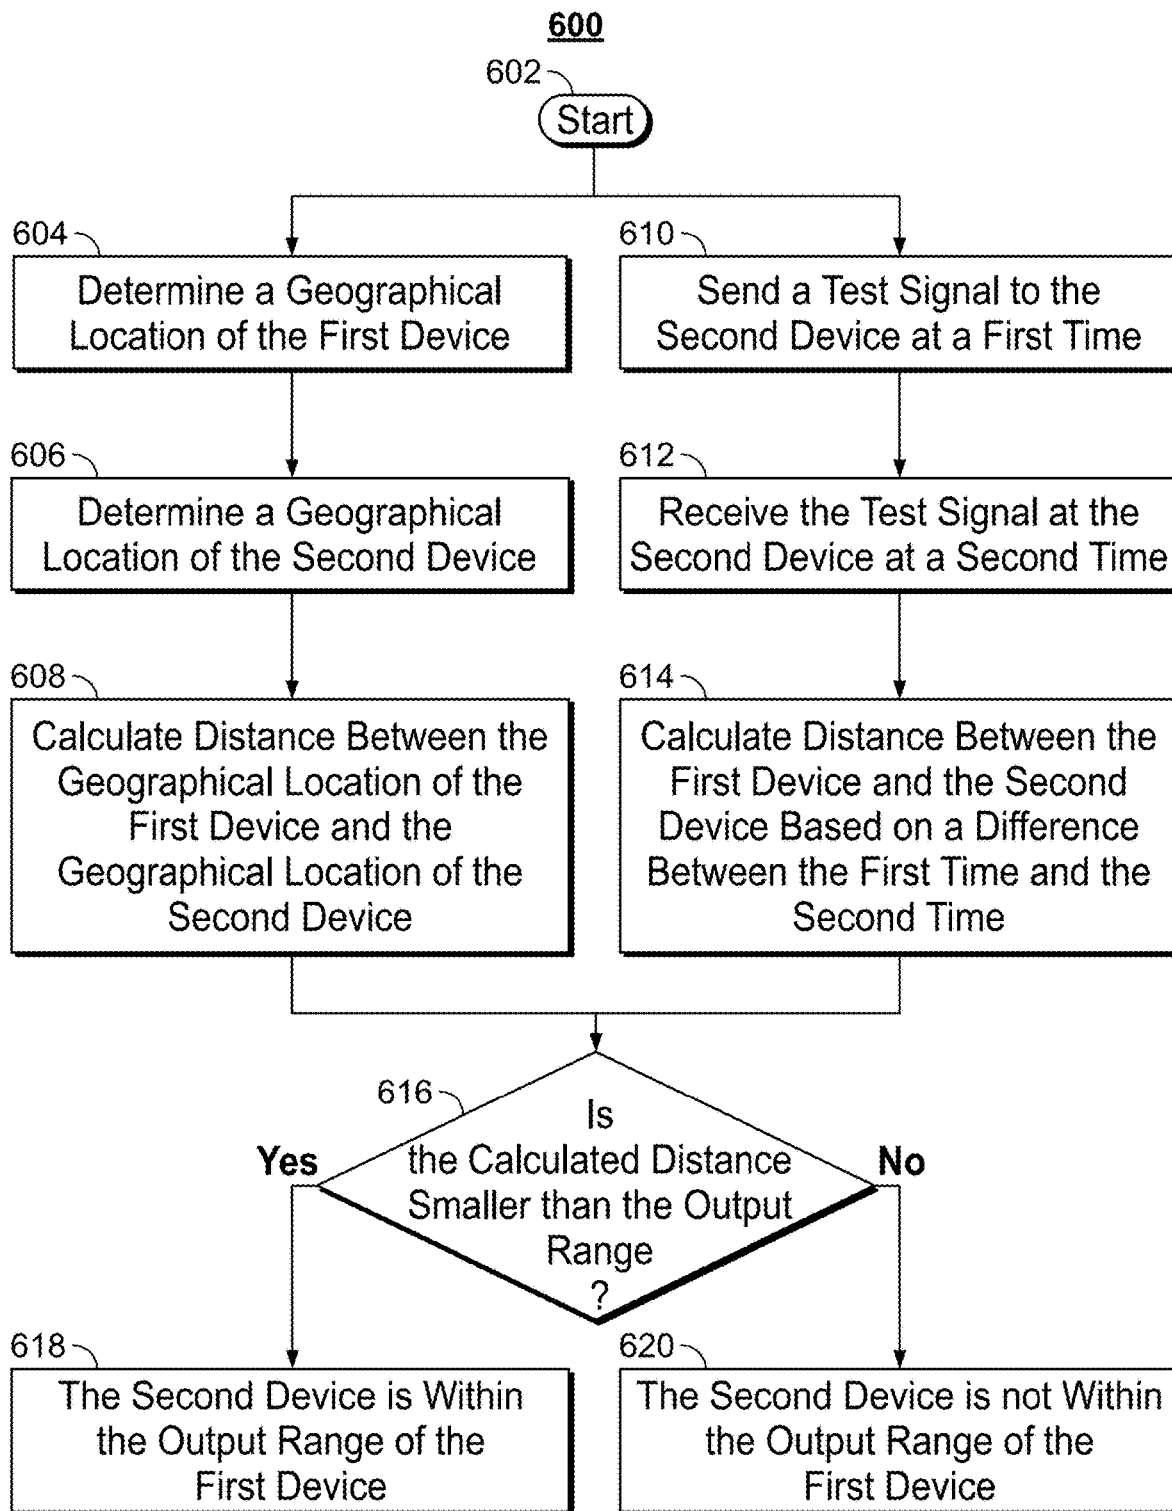 600
602
Start
604
Determine a Geographical
Location of the First Device
610
Send a Test Signal to the
Second Device at a First Time
606
Determine a Geographical
Location of the Second Device
612
Receive the Test Signal at the
Second Device at a Second Time
608
Calculate Distance Between the
Geographical Location of the
First Device and the
Geographical Location of the
Second Device
614
Calculate Distance Between the
First Device and the Second
Device Based on a Difference
Between the First Time and the
Second Time
616
Is
the Calculated Distance
Smaller than the Output
Range
?
Yes
No
618
The Second Device is Within
the Output Range of the
First Device
620
The Second Device is not Within
the Output Range of the
First Device